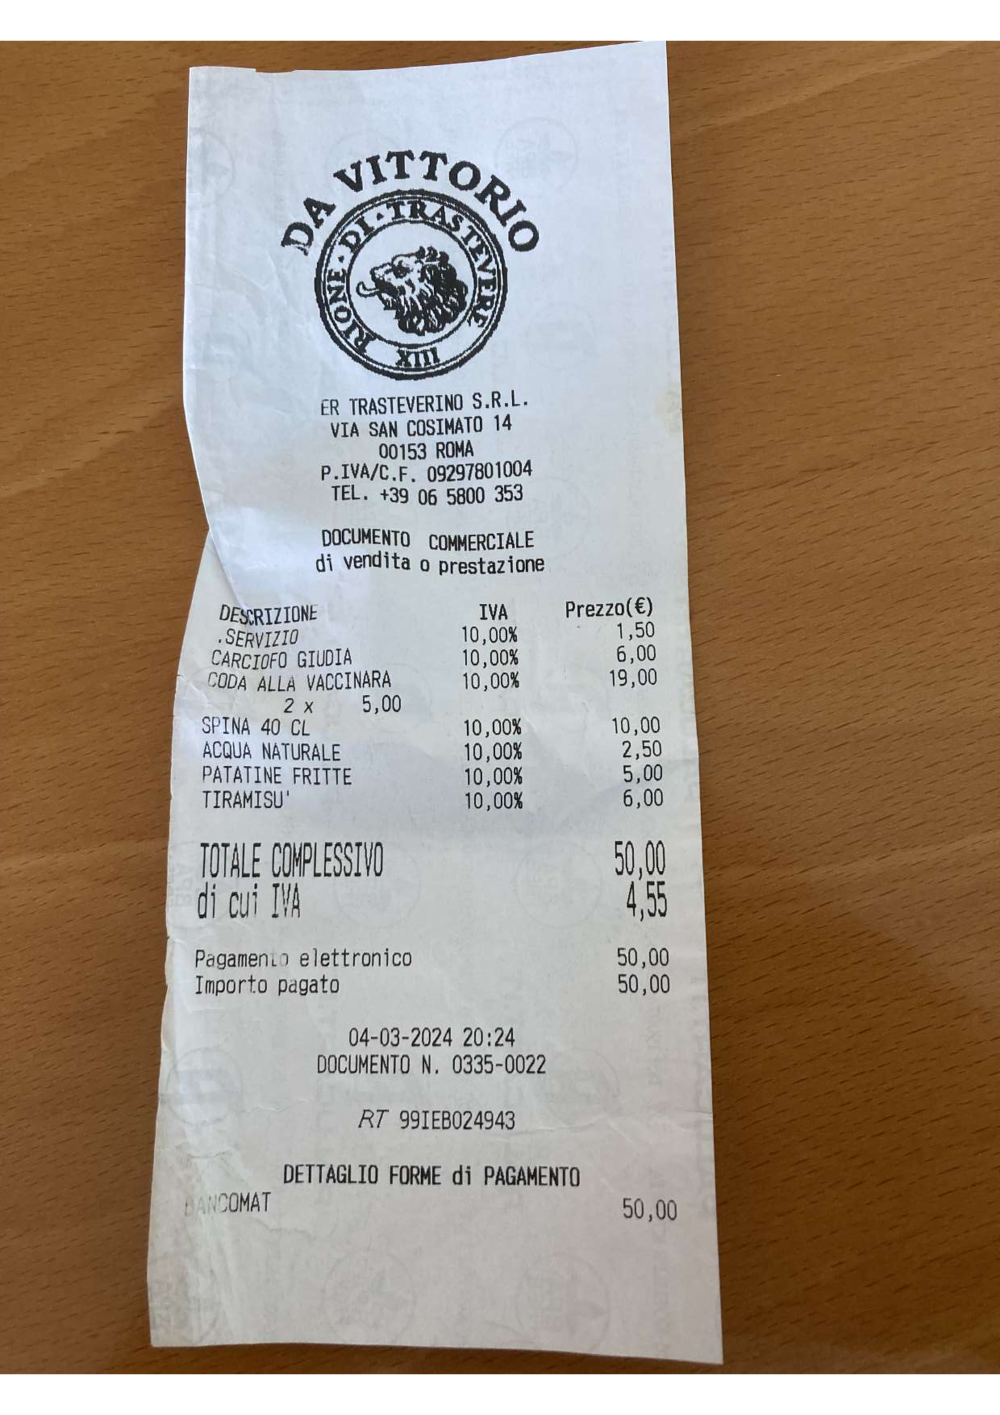 DA VITTORIO
RIONE · DI · TRASTEVERE
XIII
ER TRASTEVERINO S.R.L.
VIA SAN COSIMATO 14
00153 ROMA
P.IVA/C.F. 09297801004
TEL. +39 06 5800 353
DOCUMENTO COMMERCIALE
di vendita o prestazione
DESCRIZIONE IVA Prezzo(€)
.SERVIZIO 10,00% 1,50
CARCIOFO GIUDIA 10,00% 6,00
CODA ALLA VACCINARA 10,00% 19,00
2 x 5,00
SPINA 40 CL 10,00% 10,00
ACQUA NATURALE 10,00% 2,50
PATATINE FRITTE 10,00% 5,00
TIRAMISU' 10,00% 6,00
TOTALE COMPLESSIVO 50,00
di cui IVA 4,55
Pagamento elettronico 50,00
Importo pagato 50,00
04-03-2024 20:24
DOCUMENTO N. 0335-0022
RT 99IEB024943
DETTAGLIO FORME di PAGAMENTO
BANCOMAT 50,00